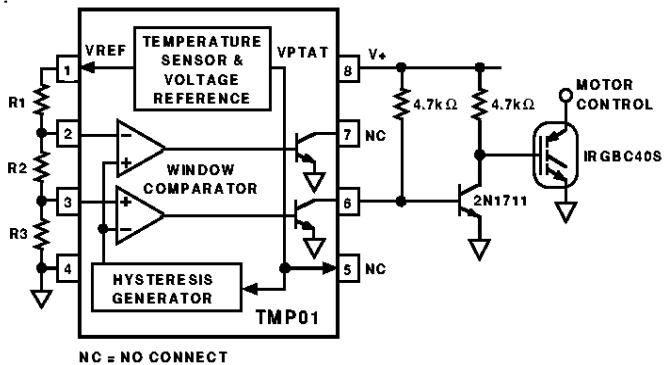 TEMPERATURE
SENSOR &
VOLTAGE
REFERENCE
VREF
VPTAT
V+
1
8
R1
4.7kΩ
4.7kΩ
MOTOR
CONTROL
2
7
NC
R2
WINDOW
COMPARATOR
IRGBC40S
3
6
2N1711
R3
4
5
NC
HYSTERESIS
GENERATOR
TMP01
NC = NO CONNECT